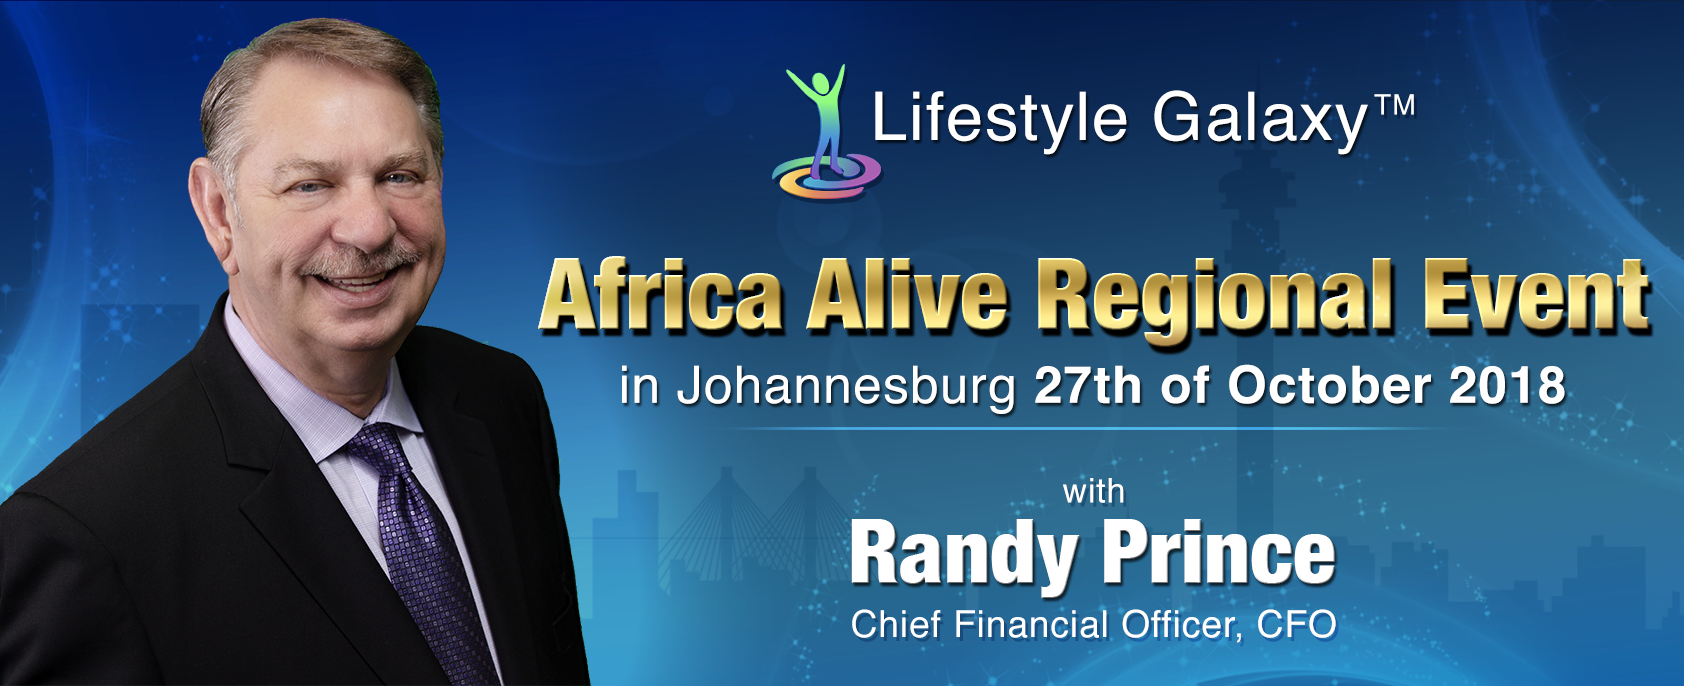 Lifestyle Galaxy™
Africa Alive Regional Event
in Johannesburg 27th of October 2018
with
Randy Prince
Chief Financial Officer, CFO